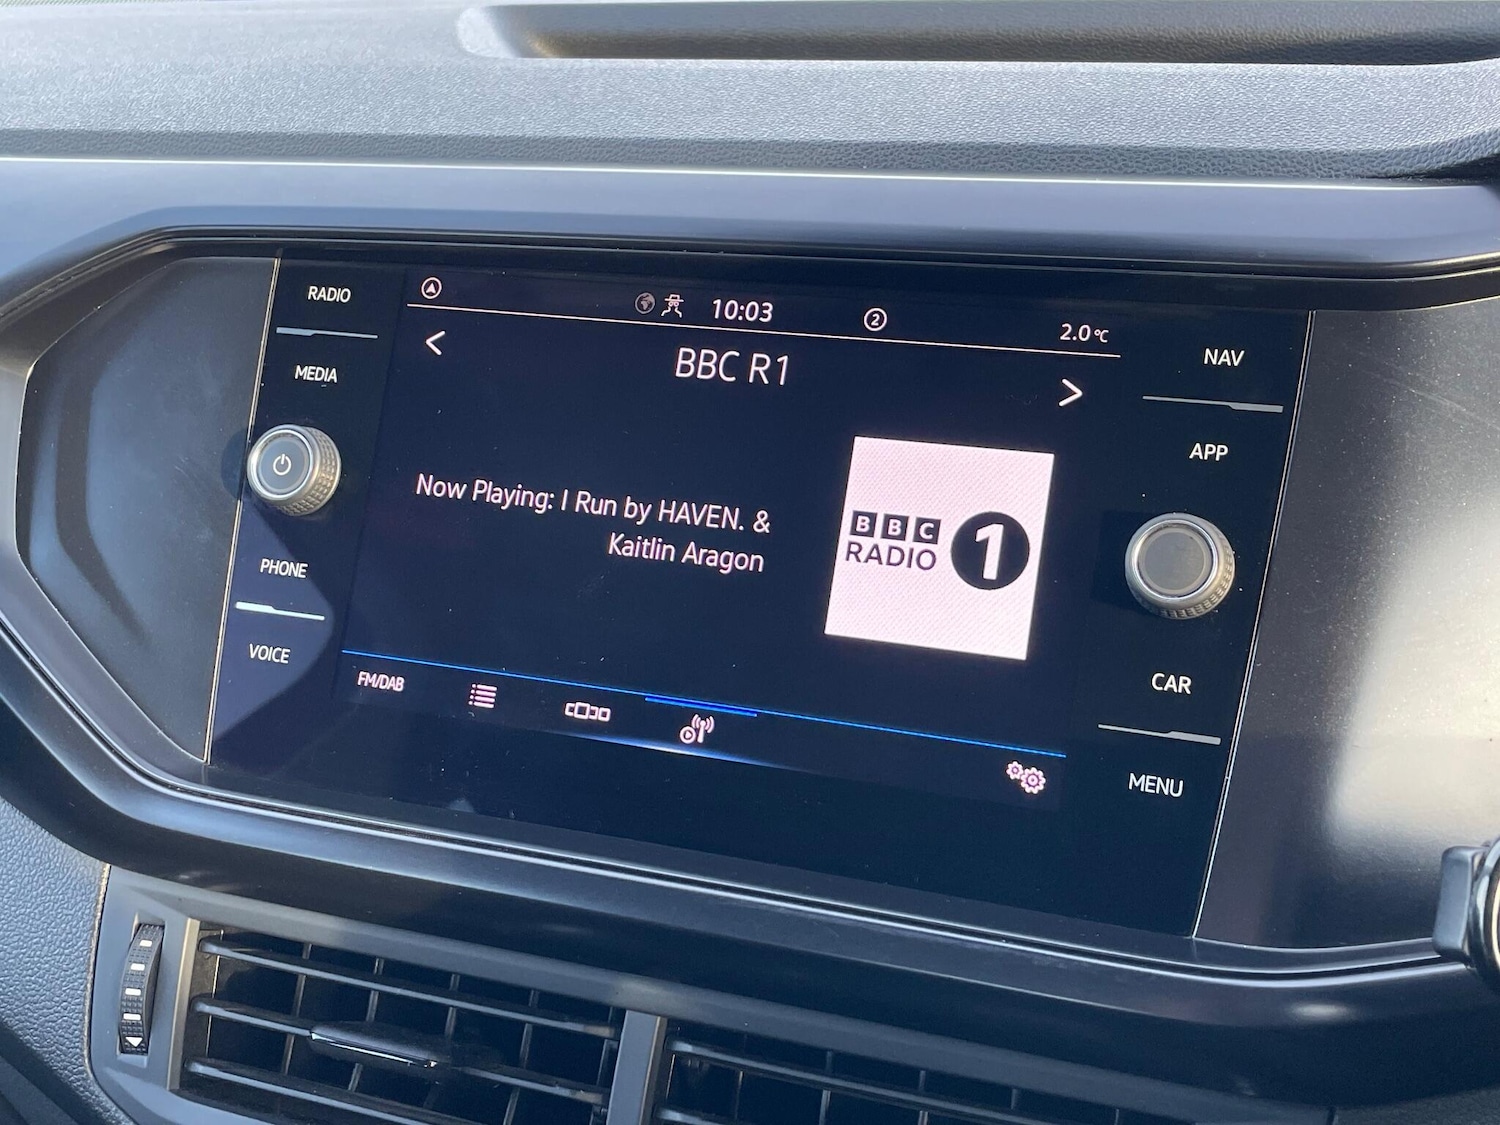 RADIO
MEDIA
PHONE
VOICE
10:03
2
2.0 °C
BBC R1
Now Playing: I Run by HAVEN. &
Kaitlin Aragon
BBC
RADIO 1
FM/DAB
NAV
APP
CAR
MENU